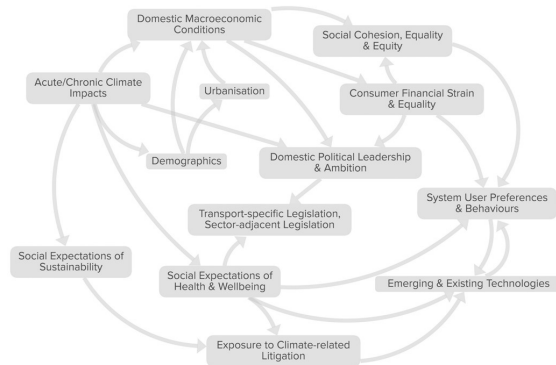 Domestic Macroeconomic
Conditions
Social Cohesion, Equality
& Equity
Acute/Chronic Climate
Impacts
Urbanisation
Consumer Financial Strain
& Equality
Demographics
Domestic Political Leadership
& Ambition
System User Preferences
& Behaviours
Transport-specific Legislation,
Sector-adjacent Legislation
Social Expectations of
Sustainability
Social Expectations of
Health & Wellbeing
Emerging & Existing Technologies
Exposure to Climate-related
Litigation